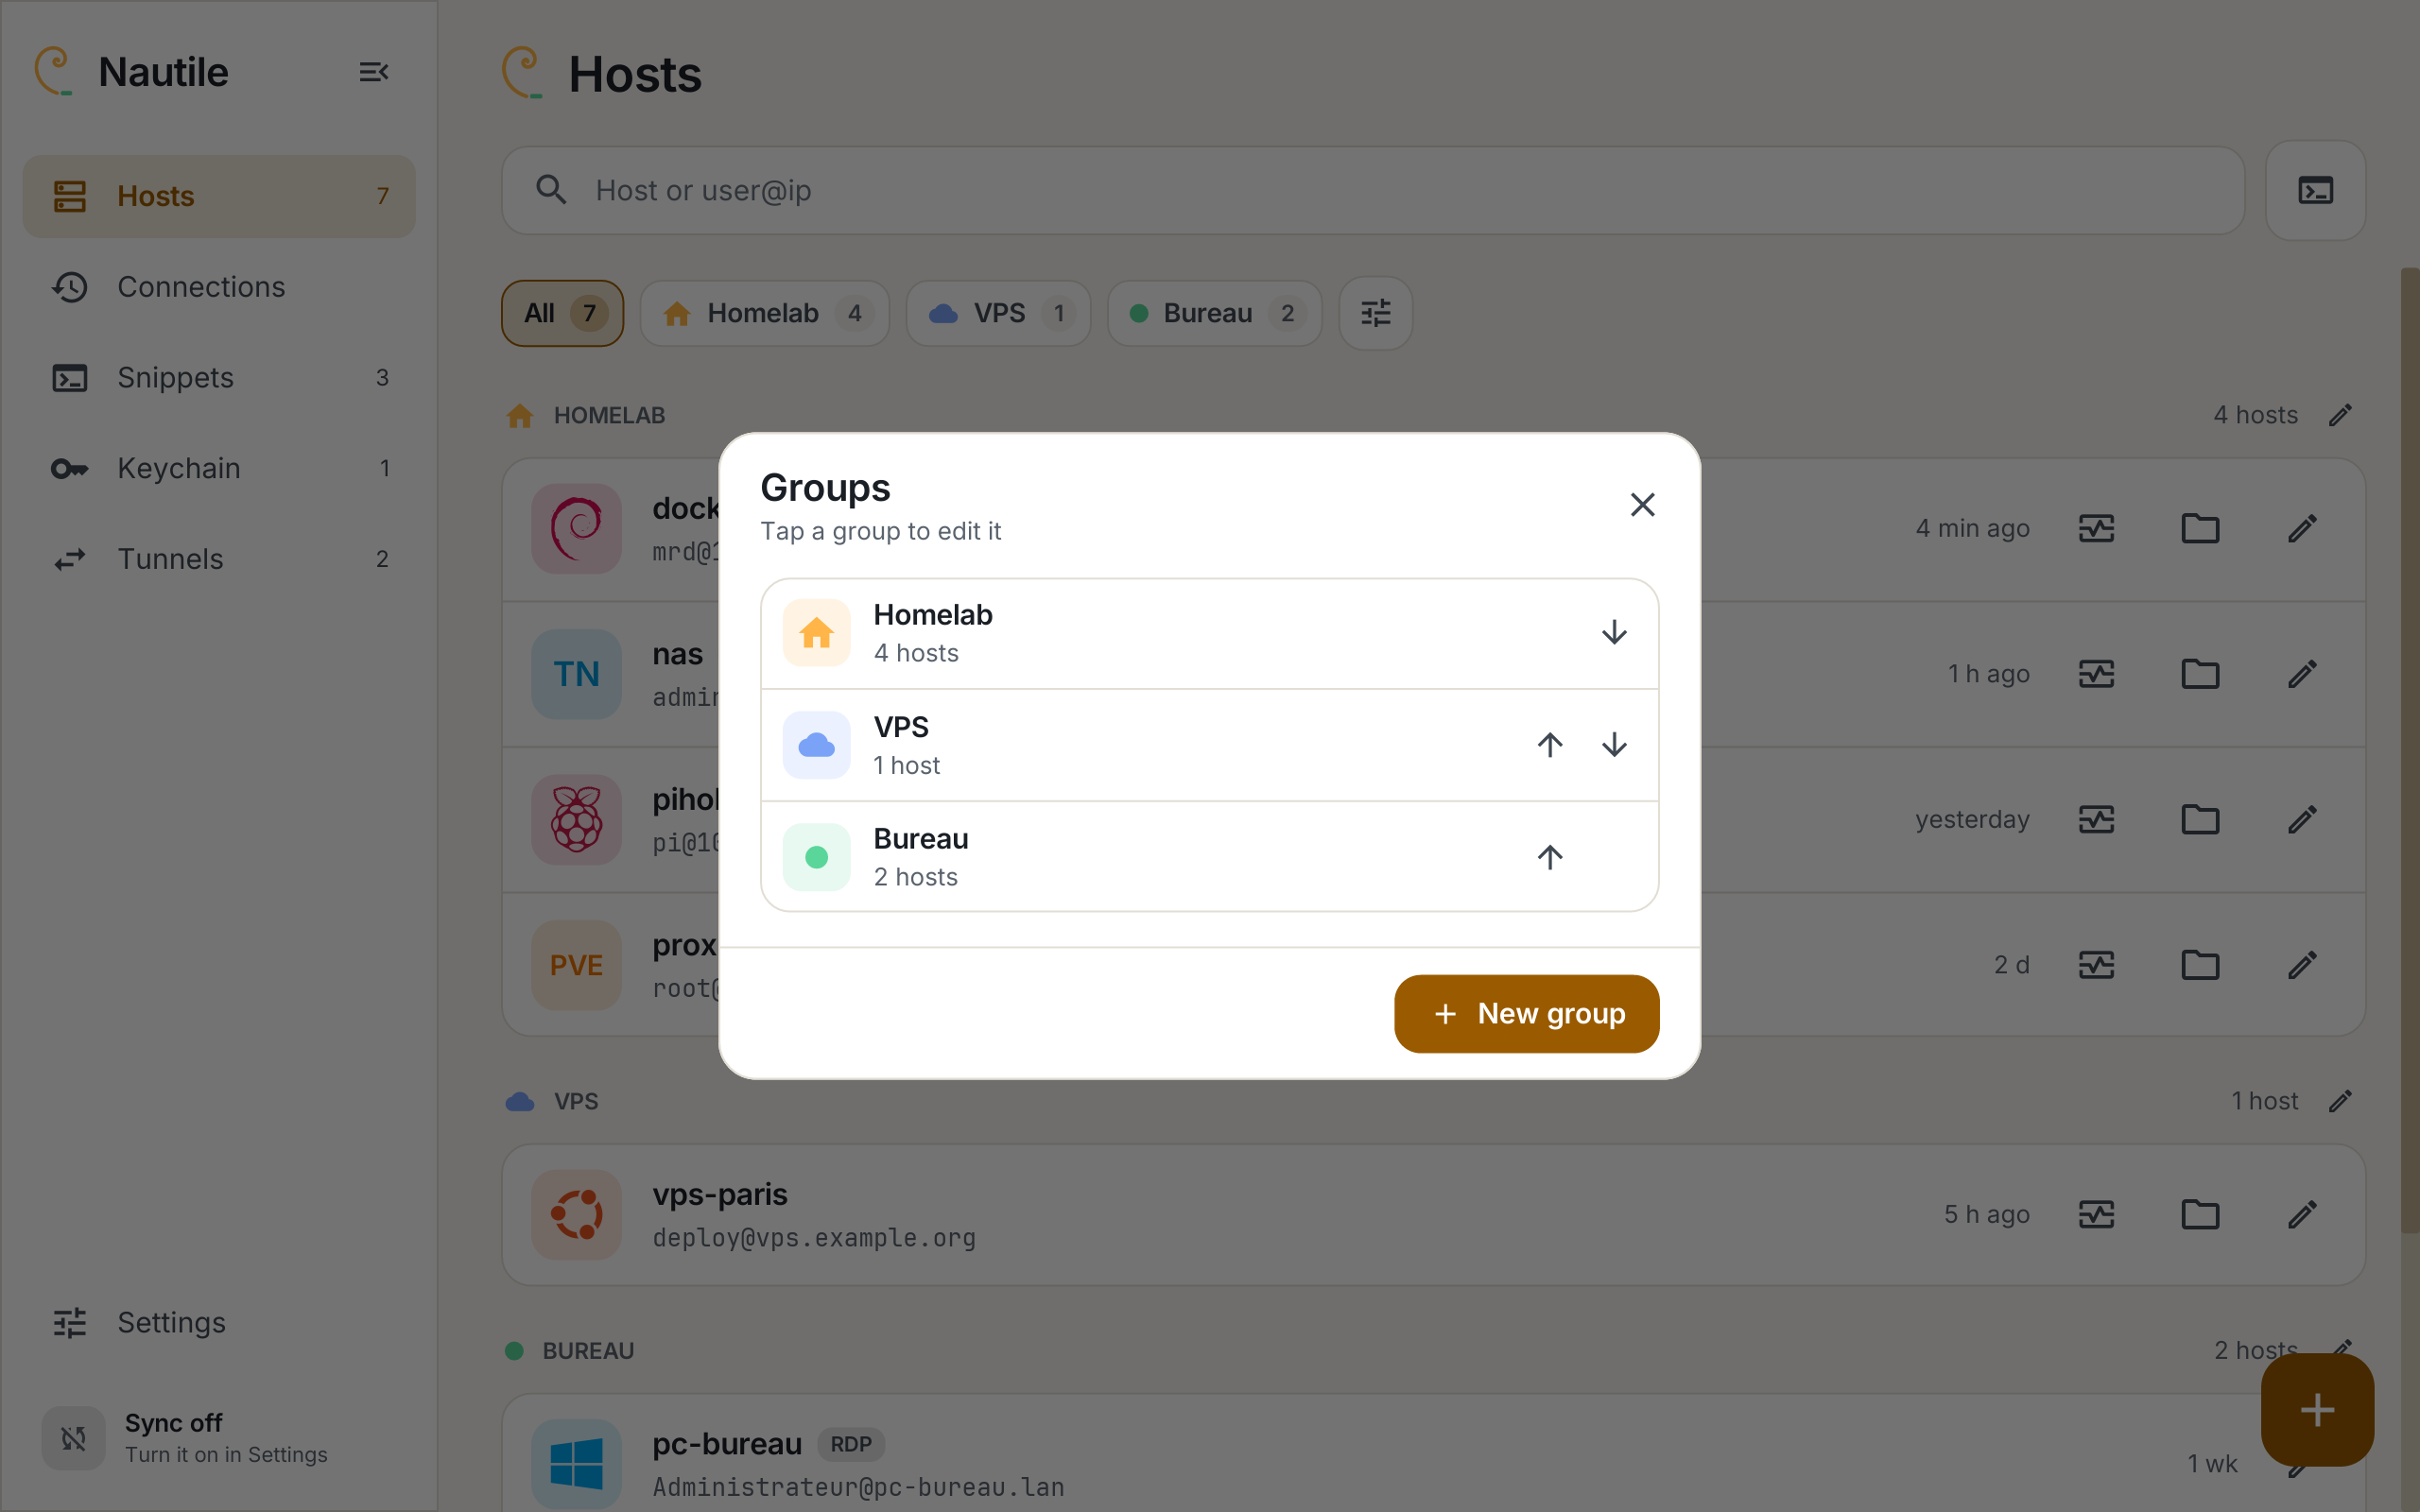 Nautile
Hosts 7
Connections
Snippets 3
Keychain 1
Tunnels 2
Settings
Sync off
Turn it on in Settings
Hosts
Host or user@ip
All 7 Homelab 4 VPS 1 Bureau 2
HOMELAB 4 hosts
4 min ago
TN nas
1 h ago
yesterday
PVE
2 d
Groups
Tap a group to edit it
Homelab
4 hosts
VPS
1 host
Bureau
2 hosts
New group
VPS 1 host
vps-paris
deploy@vps.example.org
5 h ago
BUREAU 2 hosts
pc-bureau RDP
Administrateur@pc-bureau.lan
1 wk